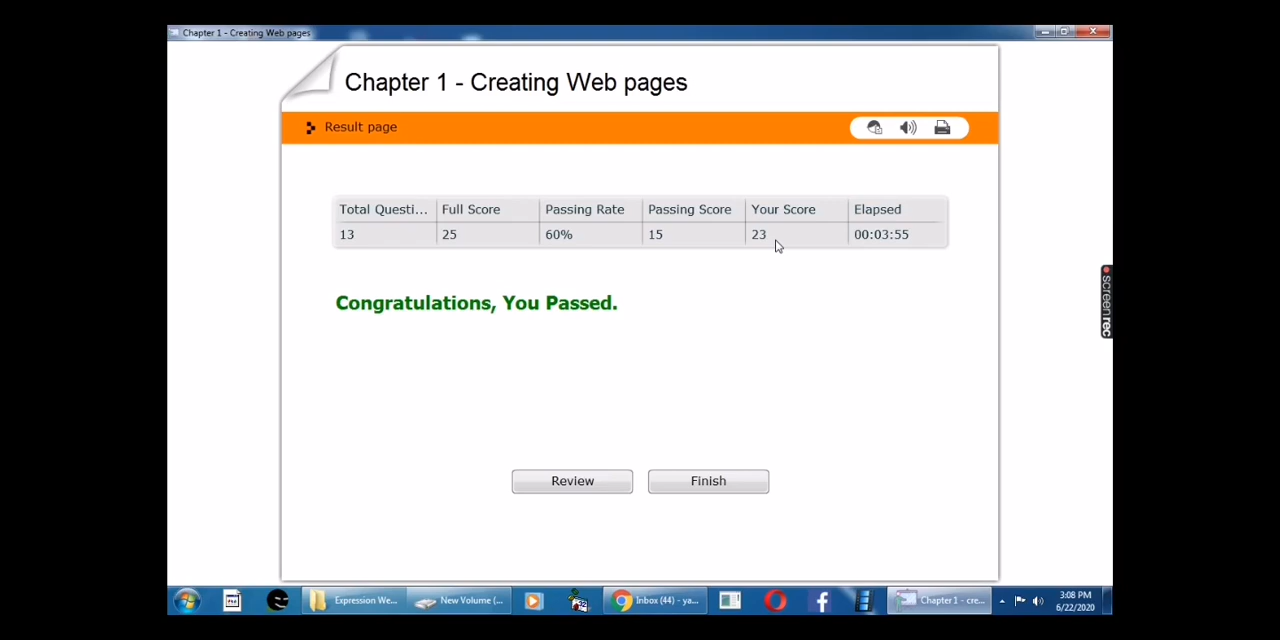 Chapter 1 - Creating Web pages
Chapter 1 - Creating Web pages
Result page
Total Questi... Full Score Passing Rate Passing Score Your Score Elapsed
13 25 60% 15 23 00:03:55
Congratulations, You Passed.
screenrec
Review Finish
Expression We... New Volume (... 32 Inbox (44) - ya... Chapter 1 - cre... 3:08 PM
6/22/2020